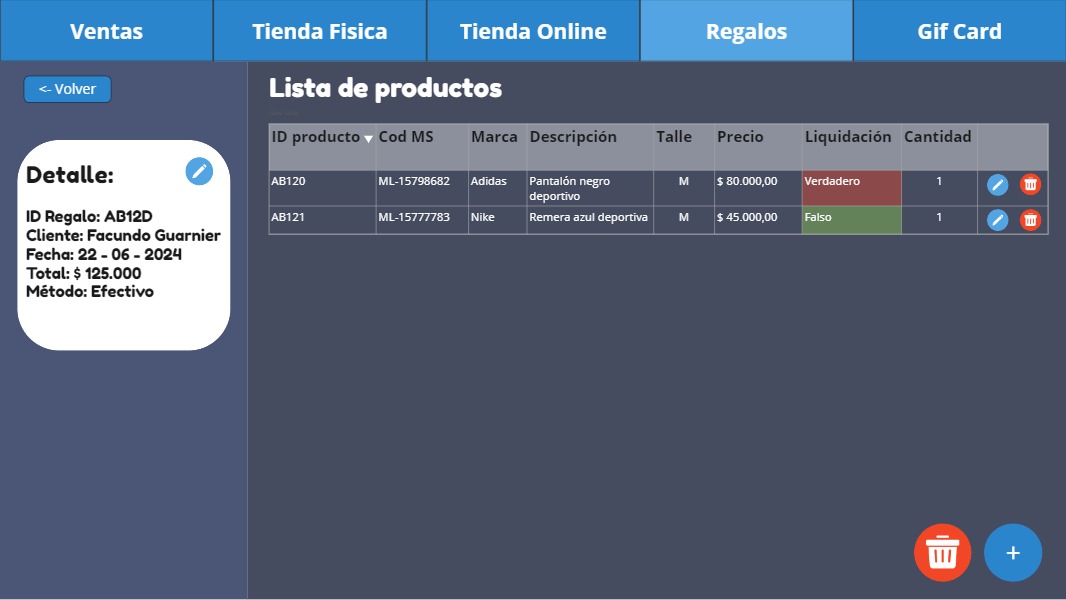 Ventas
Tienda Fisica
Tienda Online
Regalos
Gif Card
<- Volver
Lista de productos
Detalle:
ID Regalo: AB12D
Cliente: Facundo Guarnier
Fecha: 22 - 06 - 2024
Total: $ 125.000
Método: Efectivo
ID producto Cod MS Marca Descripción Talle Precio Liquidación Cantidad
AB120 ML-15798682 Adidas Pantalón negro M $ 80.000,00 Verdadero 1
deportivo
AB121 ML-15777783 Nike Remera azul deportiva M $ 45.000,00 Falso 1
+